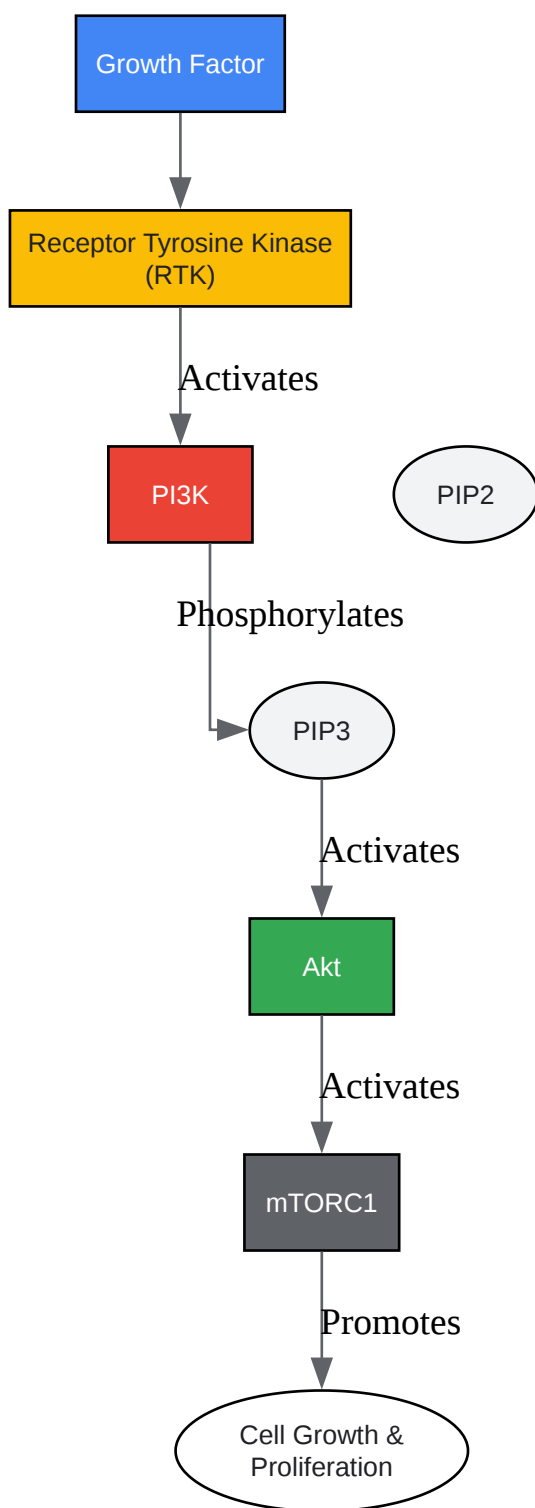 Growth Factor
Receptor Tyrosine Kinase
(RTK)
Activates
PI3K
PIP2
Phosphorylates
PIP3
Activates
Akt
Activates
mTORC1
Promotes
Cell Growth &
Proliferation